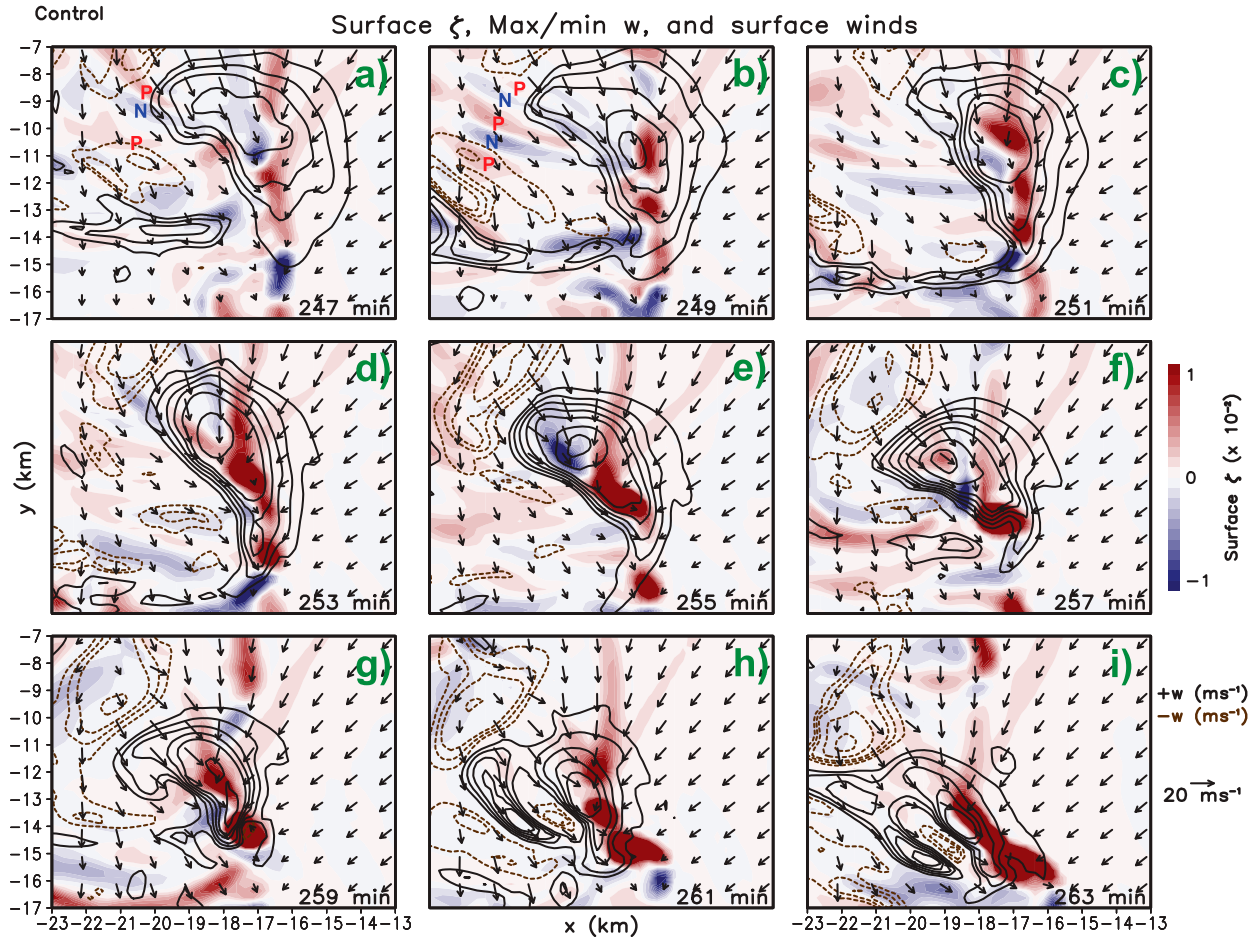 Control
Surface ζ, Max/min w, and surface winds
−7
−8
−9
−10
−11
−12
−13
−14
−15
−16
−17
a)
P
N
P
247 min
b)
P
N
P
N
P
249 min
c)
251 min
y (km)
d)
253 min
e)
255 min
f)
257 min
1
0
−1
Surface ζ (x 10⁻²)
−7
−8
−9
−10
−11
−12
−13
−14
−15
−16
−17
g)
259 min
h)
261 min
i)
263 min
+w (ms⁻¹)
−w (ms⁻¹)
20 ms⁻¹
−23−22−21−20−19−18−17−16−15−14−13
x (km)
−23−22−21−20−19−18−17−16−15−14−13